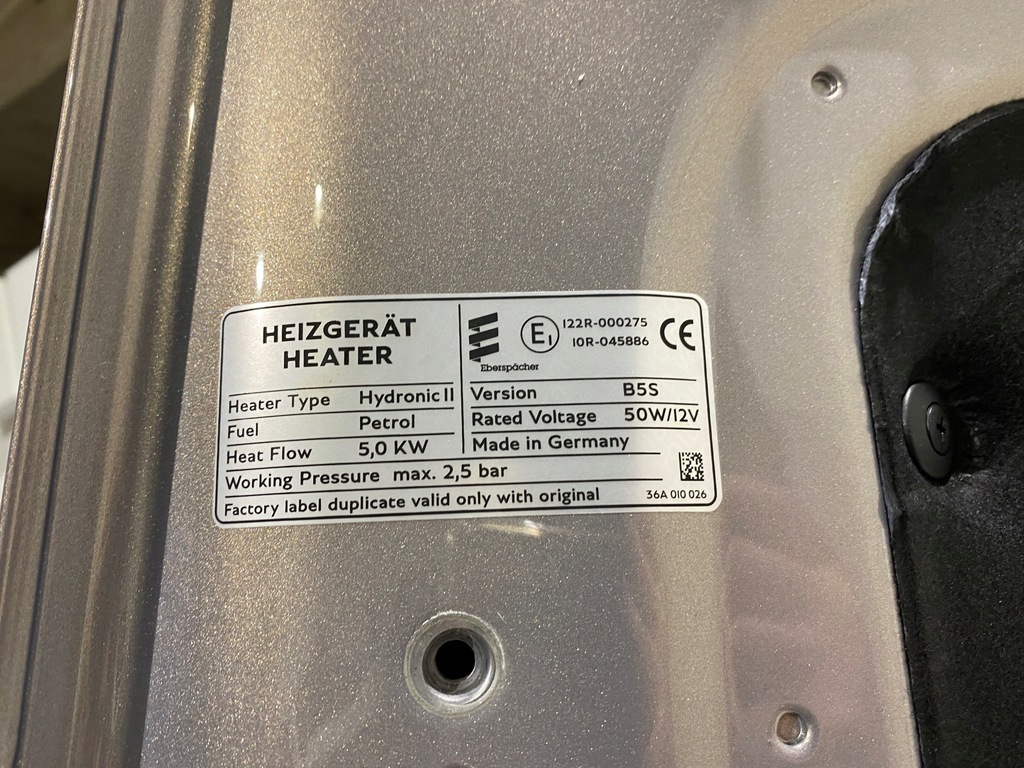 HEIZGERÄT
HEATER
Eberspächer
E1
122R-000275
10R-045886
CE
Heater Type Hydronic II
Fuel Petrol
Heat Flow 5,0 KW
Version B5S
Rated Voltage 50W/12V
Made in Germany
Working Pressure max. 2,5 bar
Factory label duplicate valid only with original
36A 010 026